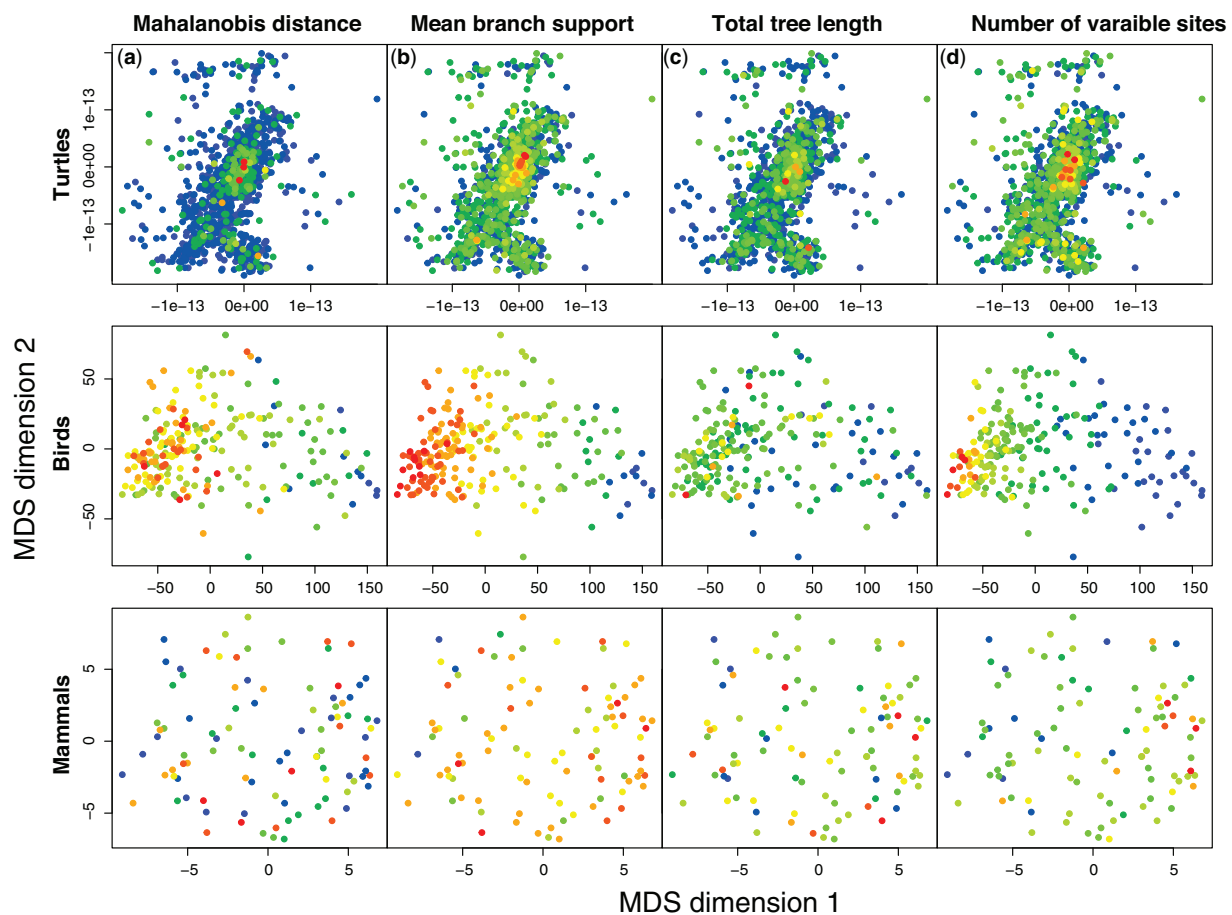 Mahalanobis distance Mean branch support Total tree length Number of varaible sites
(a) (b) (c) (d)
Turtles
1e−13
0e+00
−1e−13
−1e−13 0e+00 1e−13 −1e−13 0e+00 1e−13 −1e−13 0e+00 1e−13 −1e−13 0e+00 1e−13
MDS dimension 2
Birds
50
0
−50
−50 0 50 100 150 −50 0 50 100 150 −50 0 50 100 150 −50 0 50 100 150
Mammals
5
0
−5
−5 0 5 −5 0 5 −5 0 5 −5 0 5
MDS dimension 1